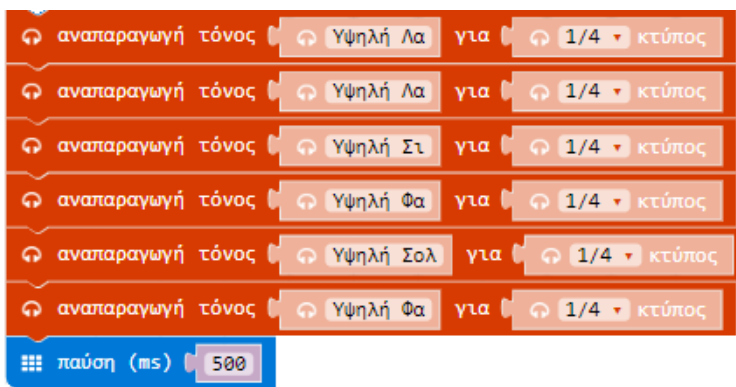 αναπαραγωγή τόνος Υψηλή Λα για 1/4 κτύπος
αναπαραγωγή τόνος Υψηλή Λα για 1/4 κτύπος
αναπαραγωγή τόνος Υψηλή Σι για 1/4 κτύπος
αναπαραγωγή τόνος Υψηλή Φα για 1/4 κτύπος
αναπαραγωγή τόνος Υψηλή Σολ για 1/4 κτύπος
αναπαραγωγή τόνος Υψηλή Φα για 1/4 κτύπος
παύση (ms) 500